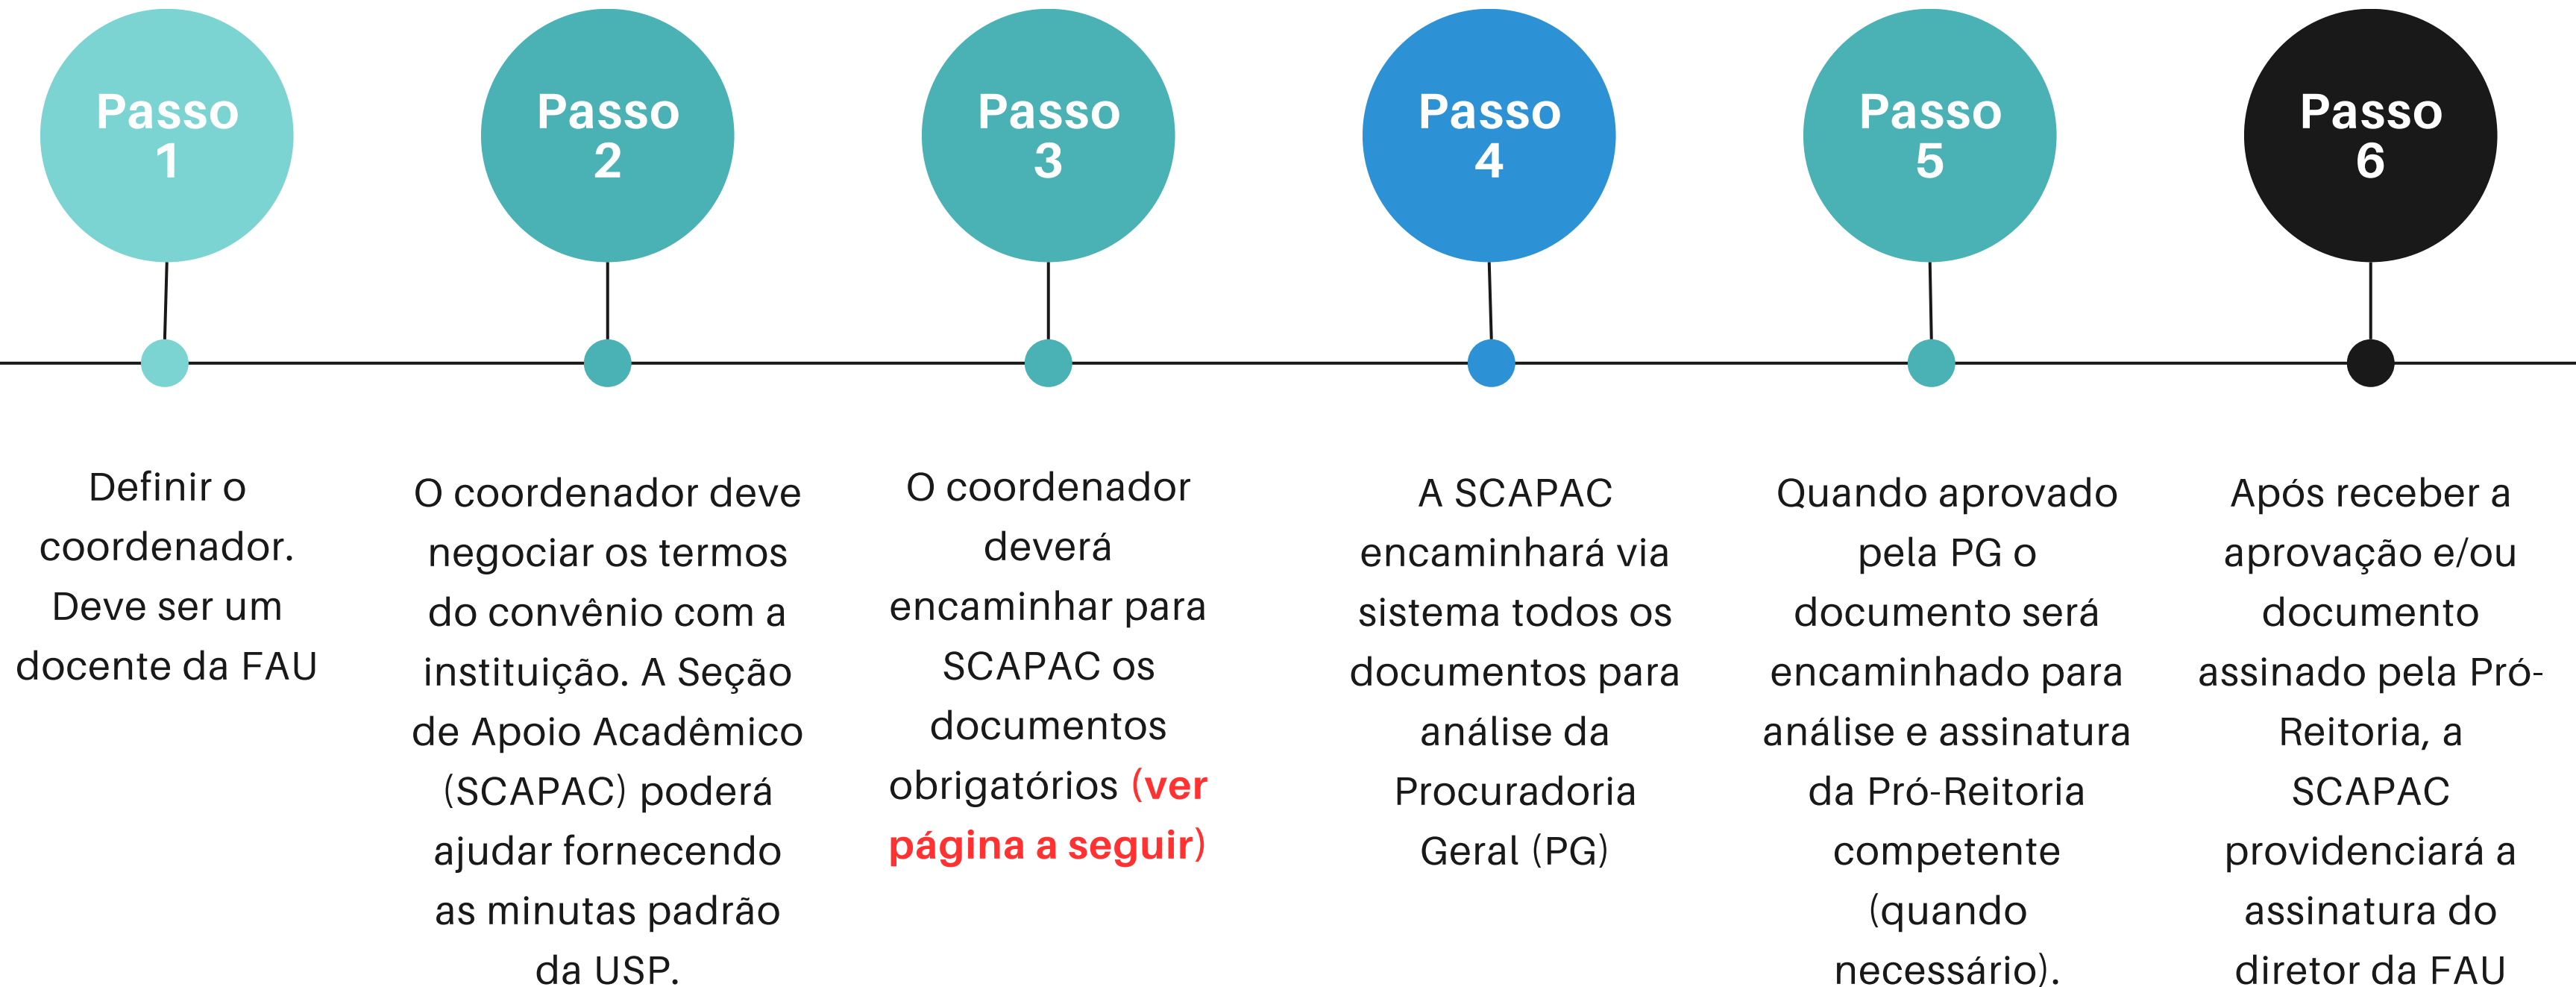 Passo
1
Definir o
coordenador.
Deve ser um
docente da FAU
Passo
2
O coordenador deve
negociar os termos
do convênio com a
instituição. A Seção
de Apoio Acadêmico
(SCAPAC) poderá
ajudar fornecendo
as minutas padrão
da USP.
Passo
3
O coordenador
deverá
encaminhar para
SCAPAC os
documentos
obrigatórios (ver
página a seguir)
Passo
4
A SCAPAC
encaminhará via
sistema todos os
documentos para
análise da
Procuradoria
Geral (PG)
Passo
5
Quando aprovado
pela PG o
documento será
encaminhado para
análise e assinatura
da Pró-Reitoria
competente
(quando
necessário).
Passo
6
Após receber a
aprovação e/ou
documento
assinado pela Pró-
Reitoria, a
SCAPAC
providenciará a
assinatura do
diretor da FAU